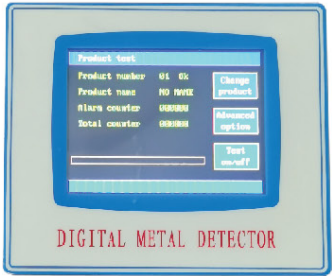 Product test
Product number 01 Ok
Product name NO NAME
Alarm counter 000000
Total counter 000000
Change
product
Advanced
option
Test
on/off
DIGITAL METAL DETECTOR